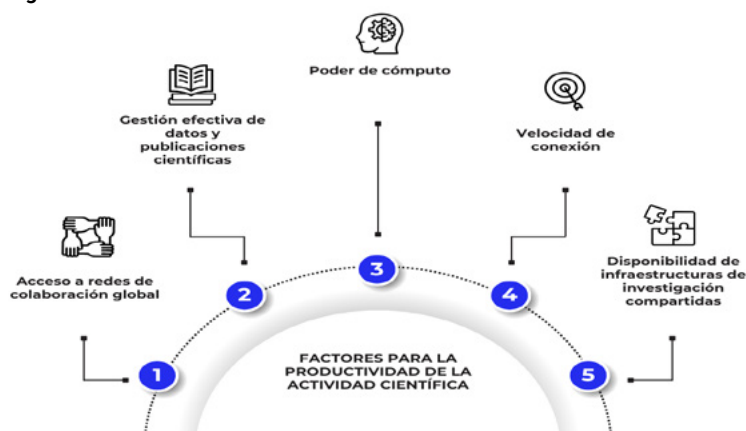 Acceso a redes de
colaboración global
1
Gestión efectiva de
datos y
publicaciones
científicas
2
Poder de cómputo
3
Velocidad de
conexión
4
Disponibilidad de
infraestructuras de
investigación
compartidas
5
FACTORES PARA LA
PRODUCTIVIDAD DE LA
ACTIVIDAD CIENTÍFICA